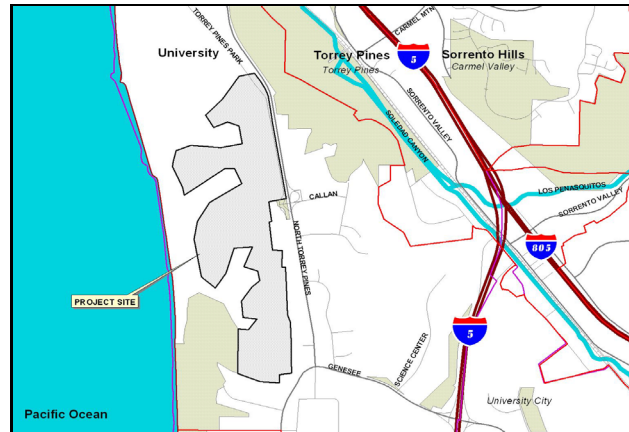 TORREY PINES PARK
CARMEL MTN
University
Torrey Pines
Torrey Pines
5
Sorrento Hills
Carmel Valley
SORRENTO VALLEY
SOLEDAD CANYON
LOS PENASQUITOS
SORRENTO VALLEY
CALLAN
NORTH TORREY PINES
805
PROJECT SITE
5
SCIENCE CENTER
GENESEE
University City
Pacific Ocean